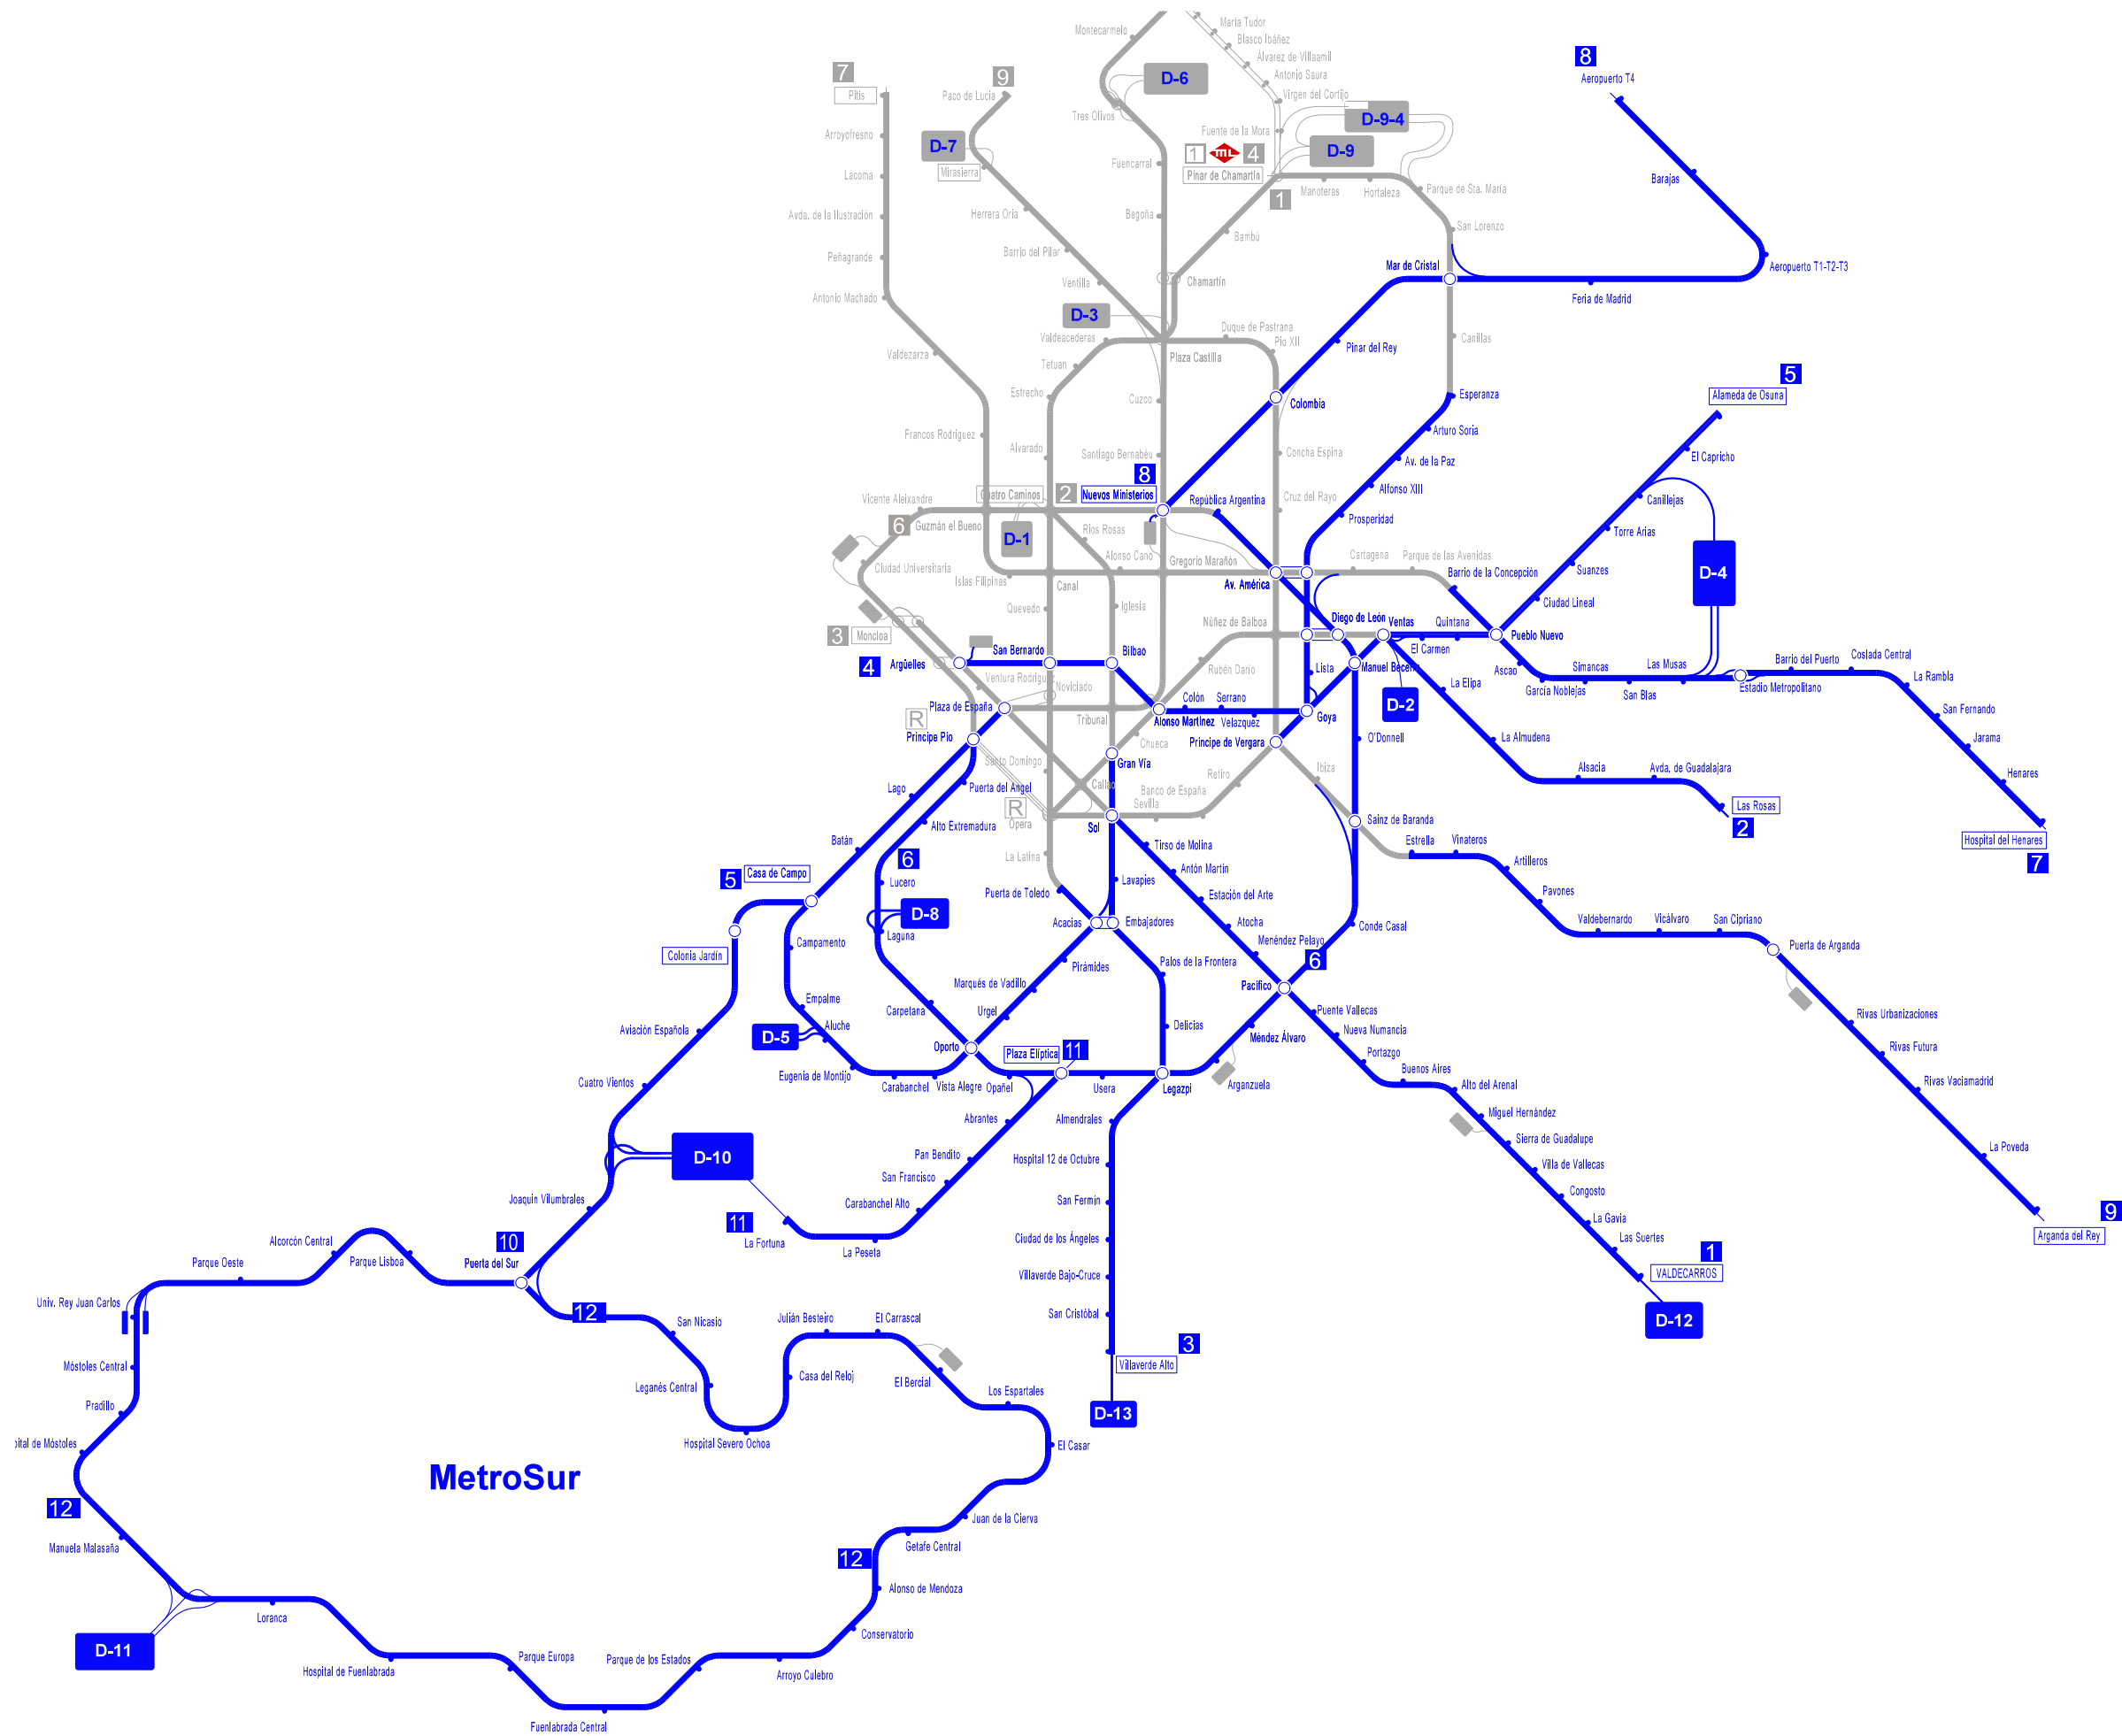 María Tudor
Montecarmelo
Blasco Ibáñez
Álvarez de Villaamil
8
7
9
D-6
Antonio Saura
Aeropuerto T4
Pitis
Paco de Lucia
Virgen del Cortijo
Tres Olivos
D-9-4
Arroyofresno
Fuente de la Mora
D-7
1
ML
4
D-9
Fuencarral
Lacoma
Mirasierra
Pinar de Chamartín
Barajas
Manoteras
Hortaleza
Parque de Sta. María
1
Avda. de la Ilustración
Herrera Oria
Begoña
San Lorenzo
Bambú
Peñagrande
Barrio del Pilar
Mar de Cristal
Aeropuerto T1-T2-T3
Antonio Machado
Ventilla
Chamartín
Feria de Madrid
D-3
Duque de Pastrana
Valdeacederas
Pio XII
Canillas
Valdezarza
Plaza Castilla
Pinar del Rey
Tetuan
5
Estrecho
Cuzco
Colombia
Esperanza
Alameda de Osuna
Francos Rodriguez
Arturo Soria
Alvarado
Santiago Bernabéu
Concha Espina
Av. de la Paz
El Capricho
8
Vicente Aleixandre
Cuatro Caminos
2
Nuevos Ministerios
República Argentina
Cruz del Rayo
Alfonso XIII
Canillejas
6
Guzmán el Bueno
Ríos Rosas
Prosperidad
Torre Arias
D-1
Alonso Cano
Gregorio Marañón
Cartagena
Parque de las Avenidas
Ciudad Universitaria
Islas Filipinas
Canal
Av. América
Barrio de la Concepción
Suanzes
D-4
Quevedo
Iglesia
Ciudad Lineal
3
Moncloa
Núñez de Balboa
Diego de León
Ventas
Quintana
Pueblo Nuevo
San Bernardo
Bilbao
El Carmen
4
Argüelles
Rubén Dario
Lista
Manuel Becerra
Ascao
Simancas
Las Musas
Barrio del Puerto
Coslada Central
Ventura Rodríguez
Noviciado
La Elipa
García Noblejas
San Blas
Estadio Metropolitano
La Rambla
Plaza de España
Colón
Serrano
D-2
R
Tribunal
Alonso Martínez
Velazquez
Goya
San Fernando
Principe Pio
Chueca
Principe de Vergara
O'Donnell
La Almudena
Jarama
Santo Domingo
Gran Vía
Ibiza
Alsacia
Avda. de Guadalajara
Henares
Lago
Puerta del Angel
Callao
Retiro
Banco de España
R
Sevilla
Las Rosas
Opera
Alto Extremadura
Sol
Sainz de Baranda
2
Batán
Tirso de Molina
Estrella
Vinateros
Hospital del Henares
La Latina
6
Antón Martin
Artilleros
7
5
Casa de Campo
Lucero
Lavapies
Puerta de Toledo
Estación del Arte
Pavones
D-8
Acacias
Embajadores
Atocha
Conde Casal
Valdebernardo
Vicálvaro
San Cipriano
Laguna
Menéndez Pelayo
Campamento
Puerta de Arganda
Colonia Jardín
Pirámides
Palos de la Frontera
6
Marqués de Vadillo
Pacífico
Empalme
Carpetana
Urgel
Puente Vallecas
Rivas Urbanizaciones
Aviación Española
Aluche
Delicias
Nueva Numancia
D-5
Méndez Álvaro
Oporto
Plaza Elíptica
11
Portazgo
Rivas Futura
Eugenia de Montijo
Buenos Aires
Cuatro Vientos
Carabanchel
Vista Alegre
Opañel
Usera
Legazpi
Arganzuela
Alto del Arenal
Rivas Vaciamadrid
Abrantes
Almendrales
Miguel Hernández
Sierra de Guadalupe
D-10
Pan Bendito
Hospital 12 de Octubre
Villa de Vallecas
La Poveda
San Francisco
Congosto
Joaquin Vilumbrales
Carabanchel Alto
San Fermin
11
La Gavia
9
Alcorcón Central
10
La Fortuna
La Peseta
Ciudad de los Ángeles
Las Suertes
Arganda del Rey
Parque Oeste
Parque Lisboa
Puerta del Sur
1
Villaverde Bajo-Cruce
VALDECARROS
Univ. Rey Juan Carlos
12
San Nicasio
Julián Besteiro
El Carrascal
San Cristóbal
D-12
3
Móstoles Central
Villaverde Alto
Leganés Central
Casa del Reloj
El Bercial
Los Espartales
Pradillo
D-13
pital de Móstoles
Hospital Severo Ochoa
El Casar
MetroSur
12
Juan de la Cierva
Manuela Malasaña
Getafe Central
12
Alonso de Mendoza
Loranca
Conservatorio
D-11
Hospital de Fuenlabrada
Parque Europa
Parque de los Estados
Arroyo Culebro
Fuenlabrada Central